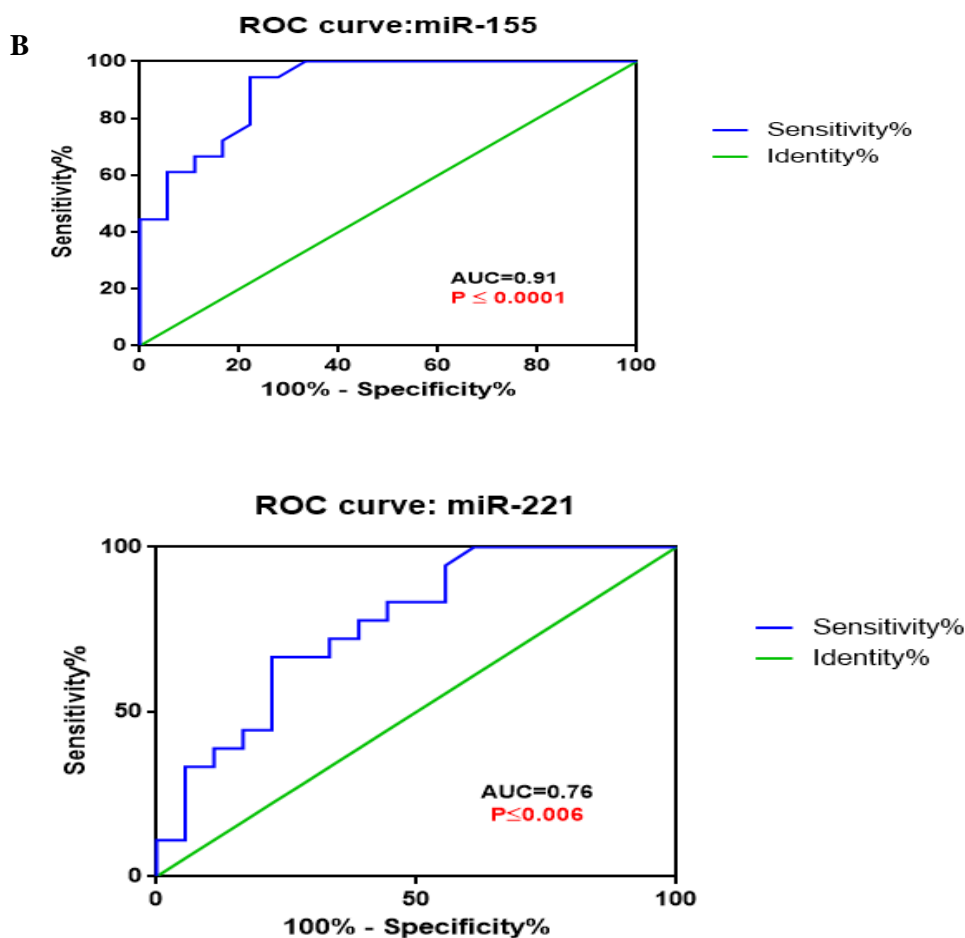 B
ROC curve:miR-155
100
80
60
40
20
0
Sensitivity%
0 20 40 60 80 100
100% - Specificity%
AUC=0.91
P ≤ 0.0001
Sensitivity%
Identity%
ROC curve: miR-221
100
50
0
Sensitivity%
0 50 100
100% - Specificity%
AUC=0.76
P≤0.006
Sensitivity%
Identity%